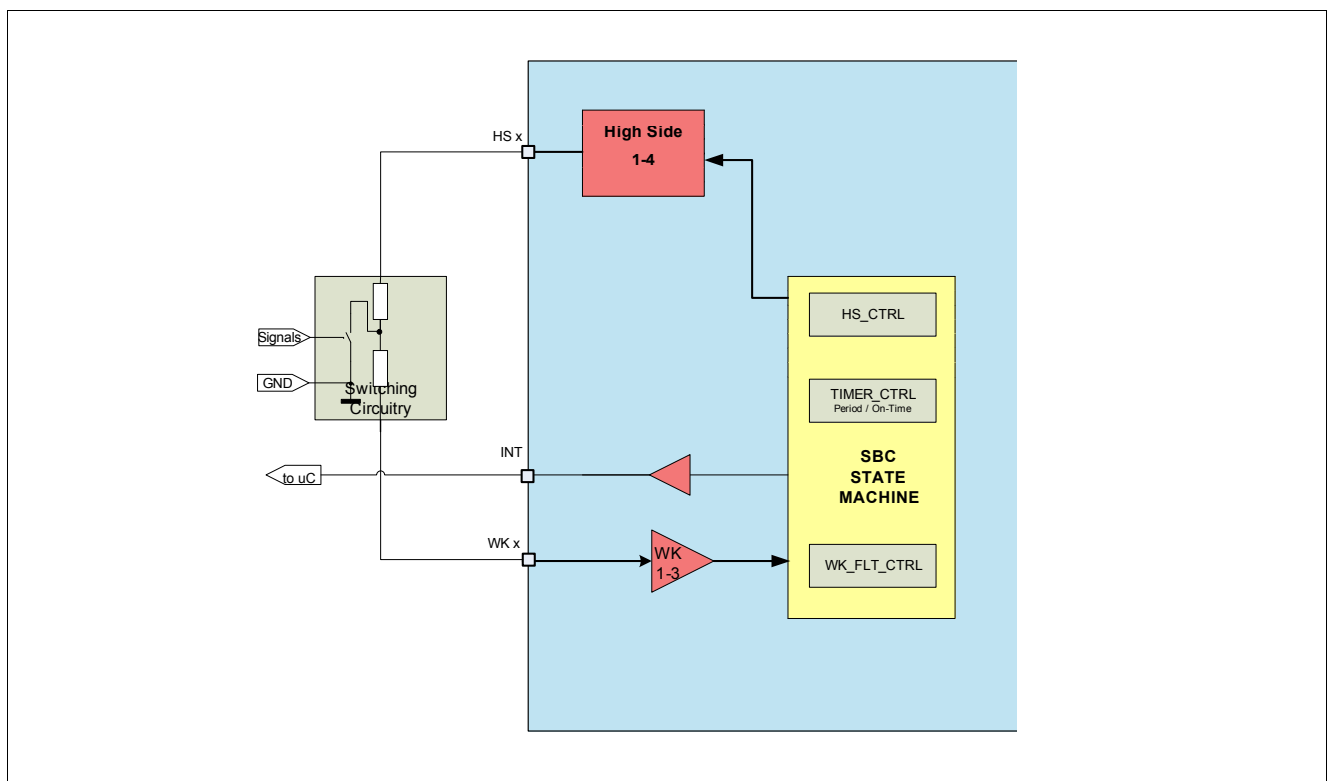 HS x
High Side
1-4
HS_CTRL
Signals
TIMER_CTRL
Period / On-Time
GND
Switching
Circuitry
INT
SBC
STATE
MACHINE
to uC
WK x
WK
1-3
WK_FLT_CTRL